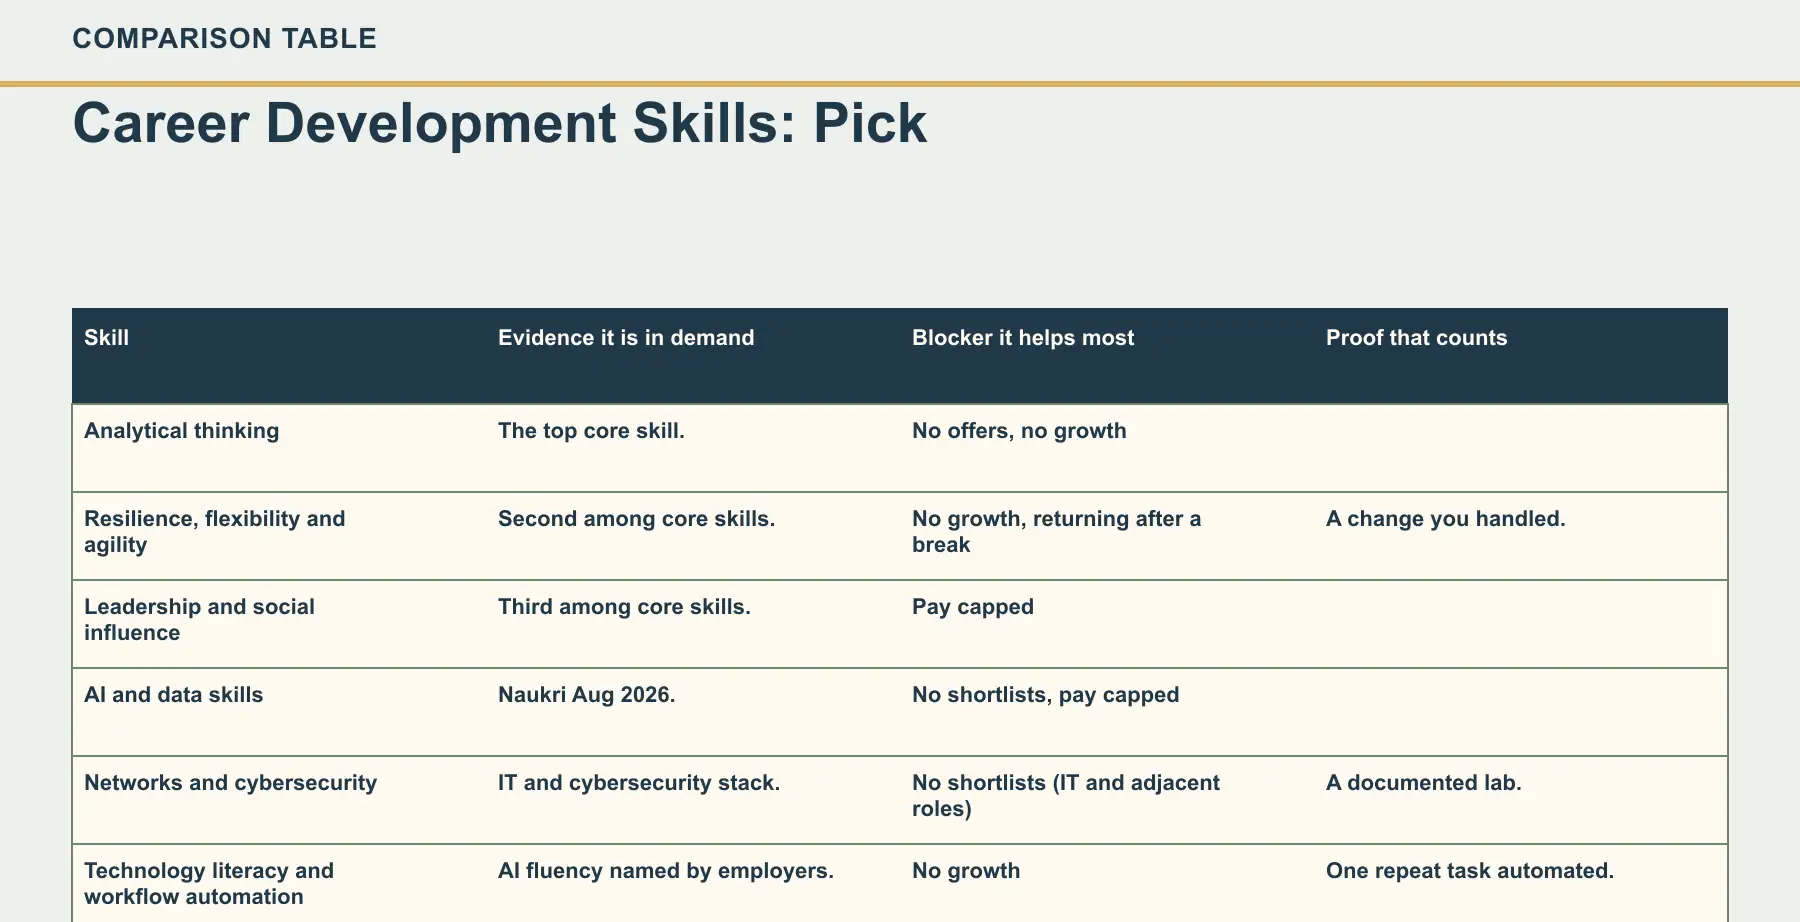 COMPARISON TABLE
Career Development Skills: Pick
Skill
Evidence it is in demand
Blocker it helps most
Proof that counts
Analytical thinking
The top core skill.
No offers, no growth
Resilience, flexibility and
agility
Second among core skills.
No growth, returning after a
break
A change you handled.
Leadership and social
influence
Third among core skills.
Pay capped
AI and data skills
Naukri Aug 2026.
No shortlists, pay capped
Networks and cybersecurity
IT and cybersecurity stack.
No shortlists (IT and adjacent
roles)
A documented lab.
Technology literacy and
workflow automation
AI fluency named by employers.
No growth
One repeat task automated.